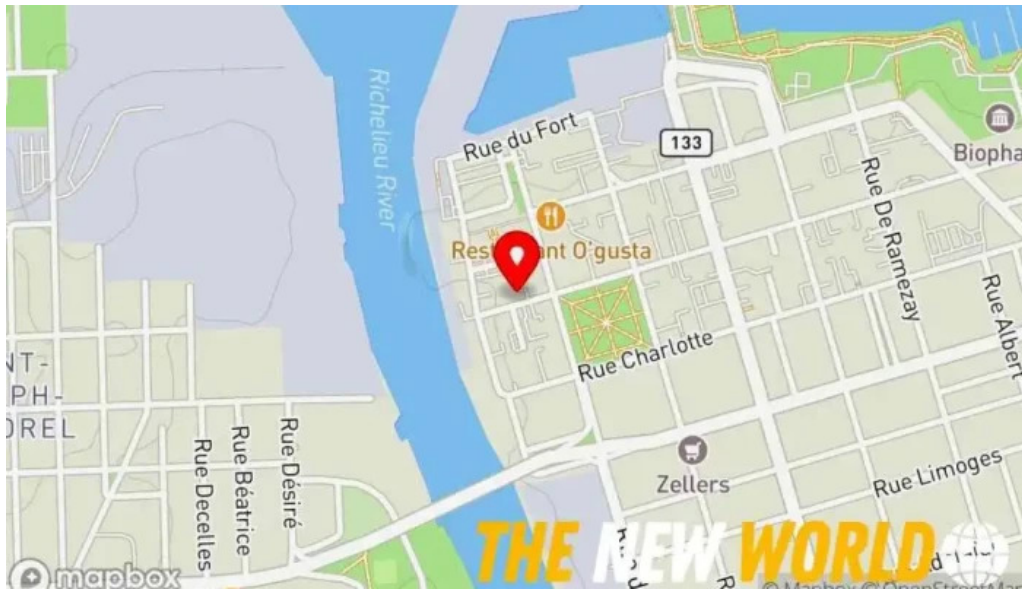 Richelieu River
Rue du Fort
133
Biopha
Restaurant O'gusta
Rue De Ramezay
Rue Albert
Rue Charlotte
NT-
PH-
OREL
Rue Decelles
Rue Béatrice
Rue Désiré
Zellers
Rue Limoges
THE NEW WORLD
mapbox
© Mapbox © OpenStreetMap